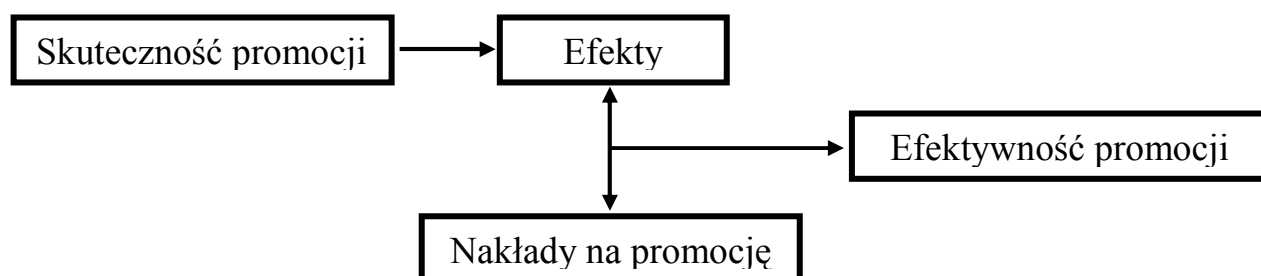 Skuteczność promocji
Efekty
Efektywność promocji
Nakłady na promocję